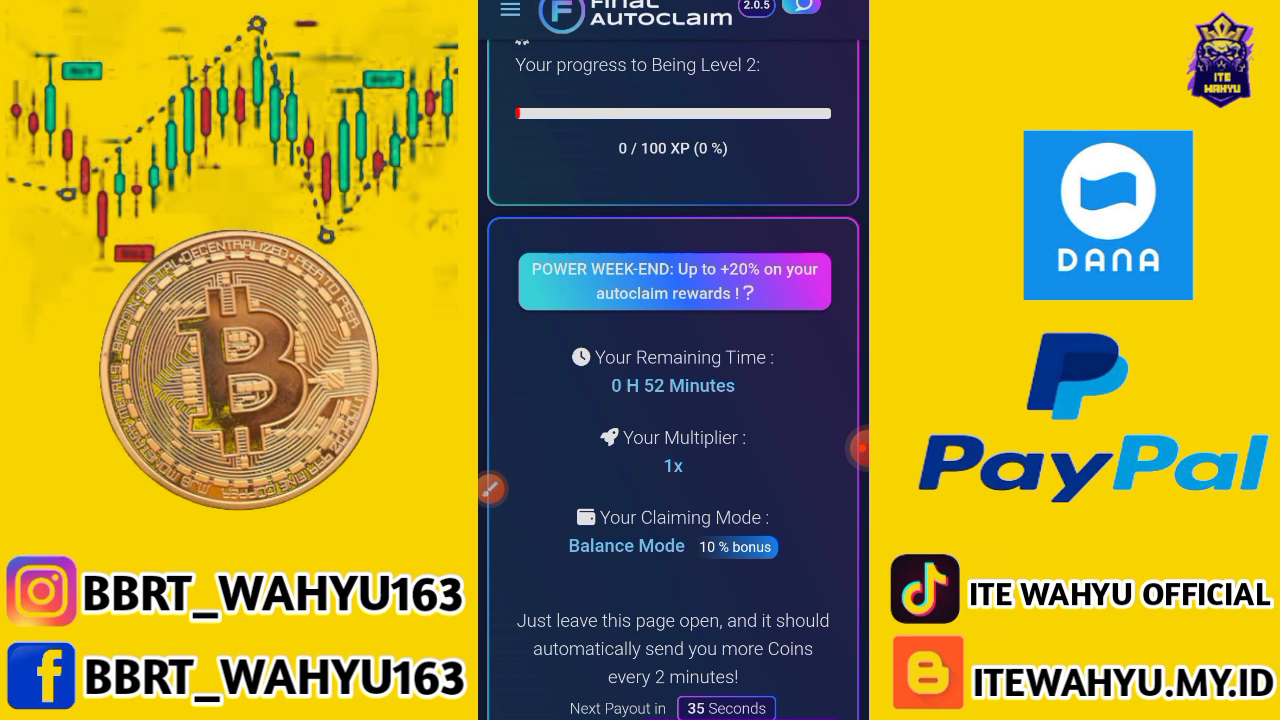 BUY
BUY
BBRT_WAHYU163
BBRT_WAHYU163
Final
AUTOCLAIM
2.0.5
Your progress to Being Level 2:
0 / 100 XP (0 %)
POWER WEEK-END: Up to +20% on your
autoclaim rewards ! ?
Your Remaining Time :
0 H 52 Minutes
Your Multiplier :
1x
Your Claiming Mode :
Balance Mode 10 % bonus
Just leave this page open, and it should
automatically send you more Coins
every 2 minutes!
Next Payout in 35 Seconds
ITE
WAHYU
DANA
PayPal
ITE WAHYU OFFICIAL
ITEWAHYU.MY.ID